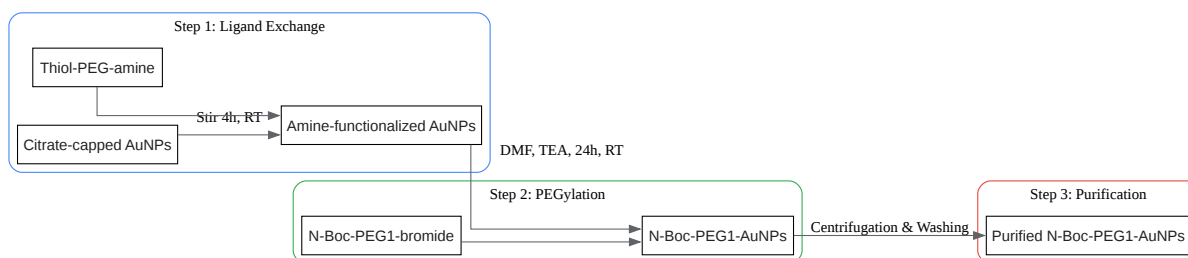 Step 1: Ligand Exchange
Thiol-PEG-amine
Stir 4h, RT
Citrate-capped AuNPs
Amine-functionalized AuNPs
DMF, TEA, 24h, RT
Step 2: PEGylation
N-Boc-PEG1-bromide
N-Boc-PEG1-AuNPs
Centrifugation & Washing
Step 3: Purification
Purified N-Boc-PEG1-AuNPs